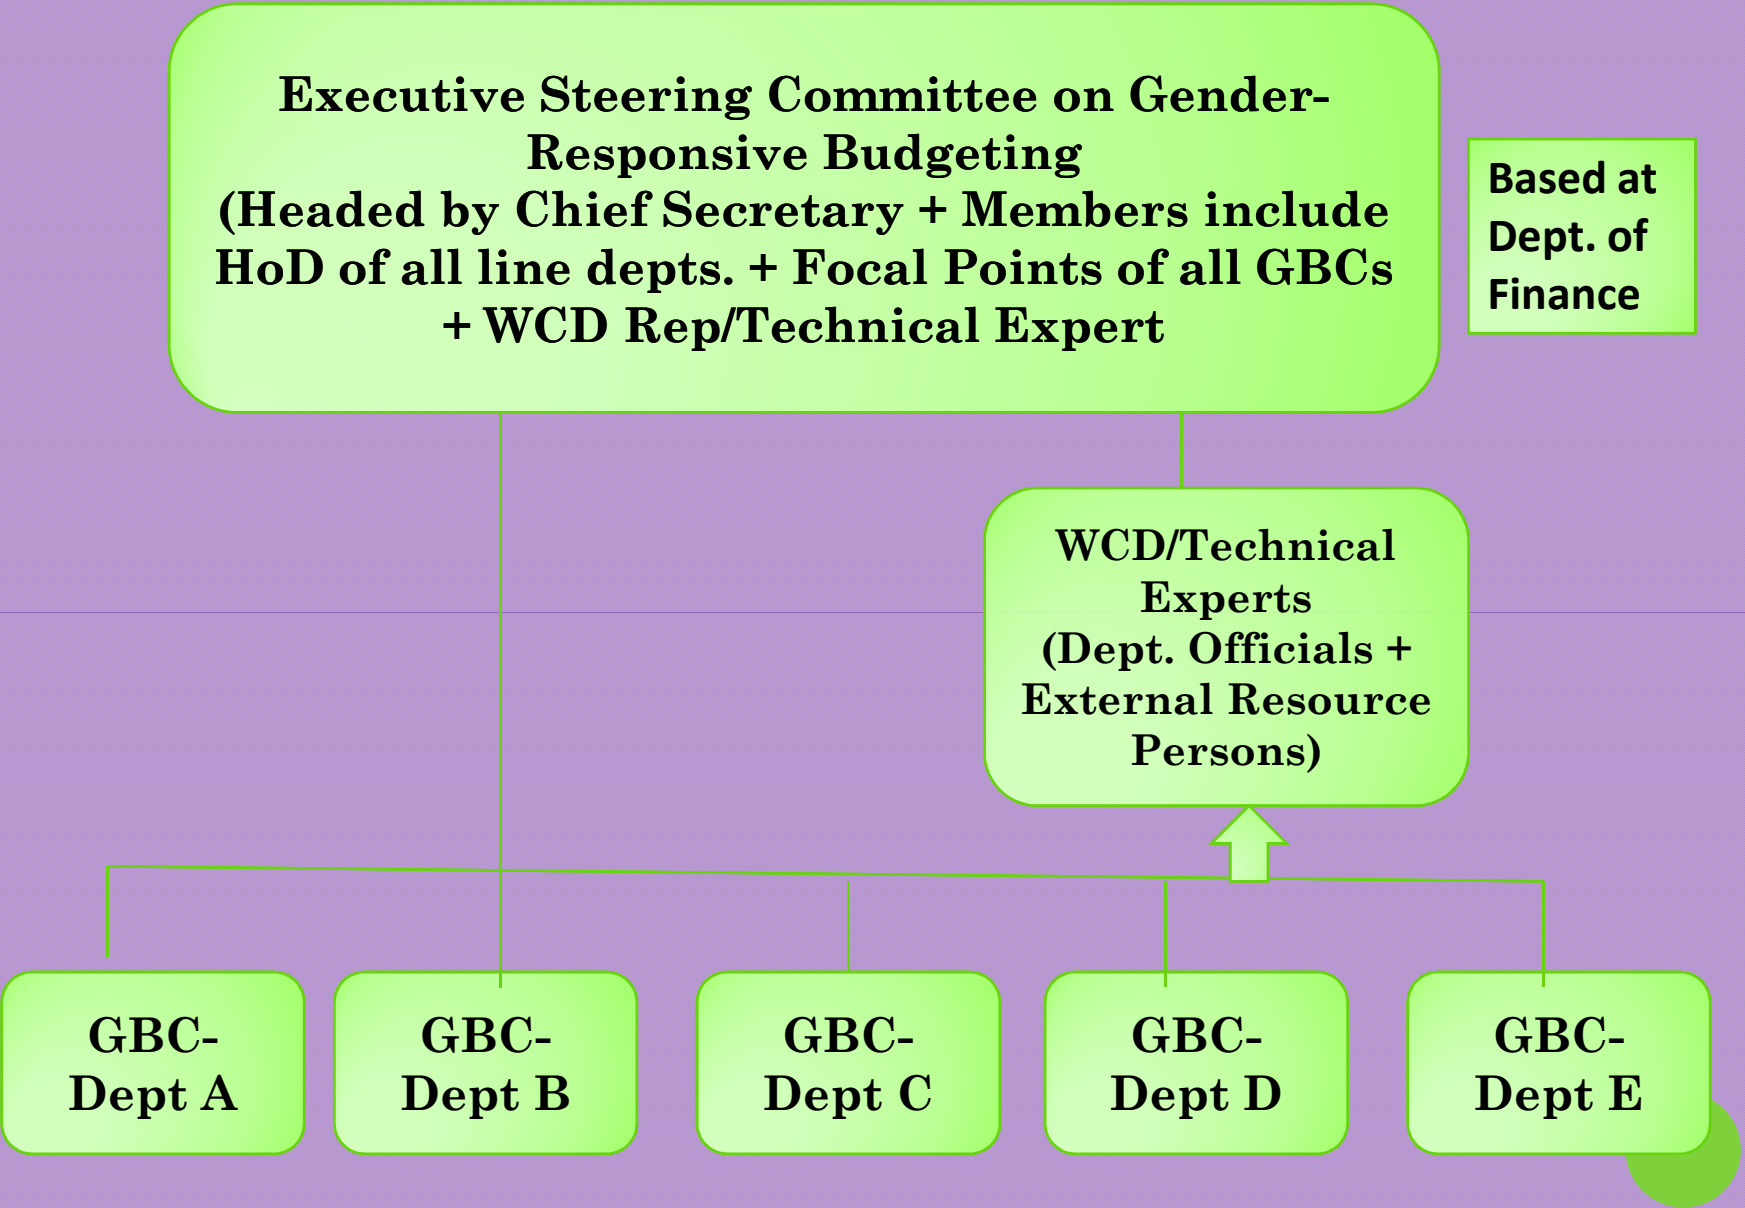 Executive Steering Committee on Gender-
Responsive Budgeting
(Headed by Chief Secretary + Members include
HoD of all line depts. + Focal Points of all GBCs
+ WCD Rep/Technical Expert
Based at
Dept. of
Finance
WCD/Technical
Experts
(Dept. Officials +
External Resource
Persons)
GBC-
Dept A
GBC-
Dept B
GBC-
Dept C
GBC-
Dept D
GBC-
Dept E